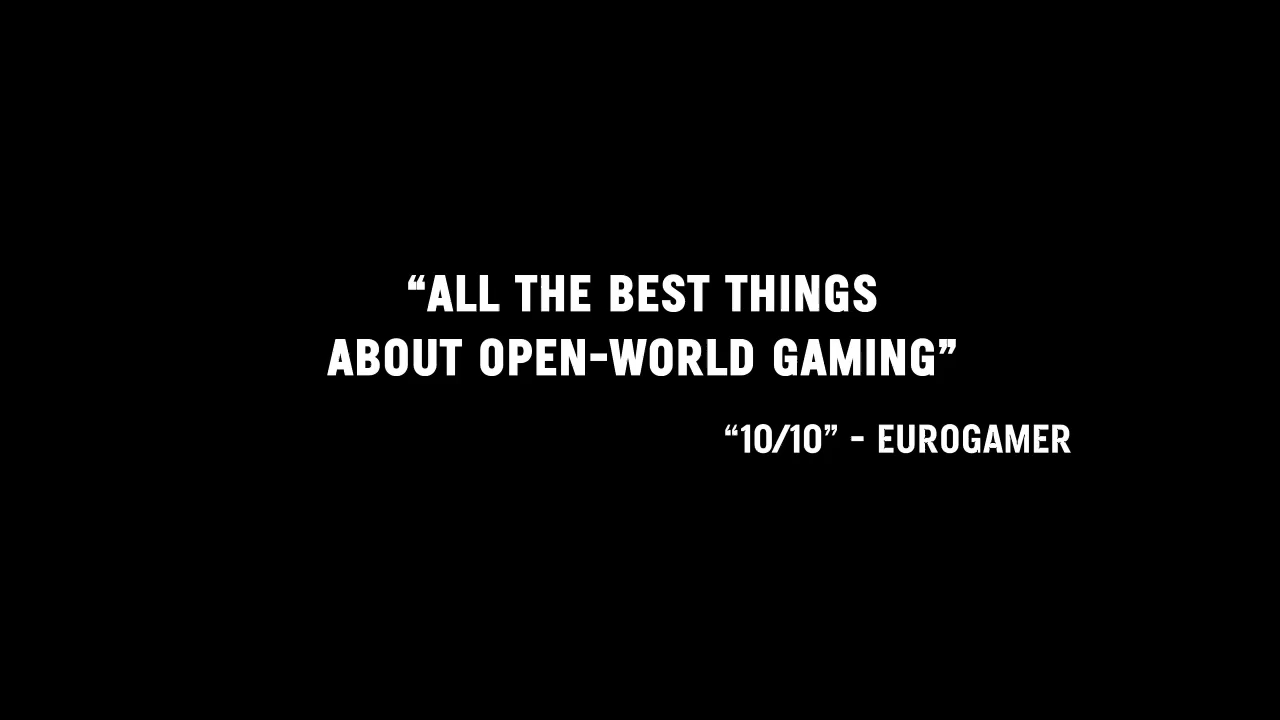 “ALL THE BEST THINGS
ABOUT OPEN-WORLD GAMING”
“10/10” - EUROGAMER